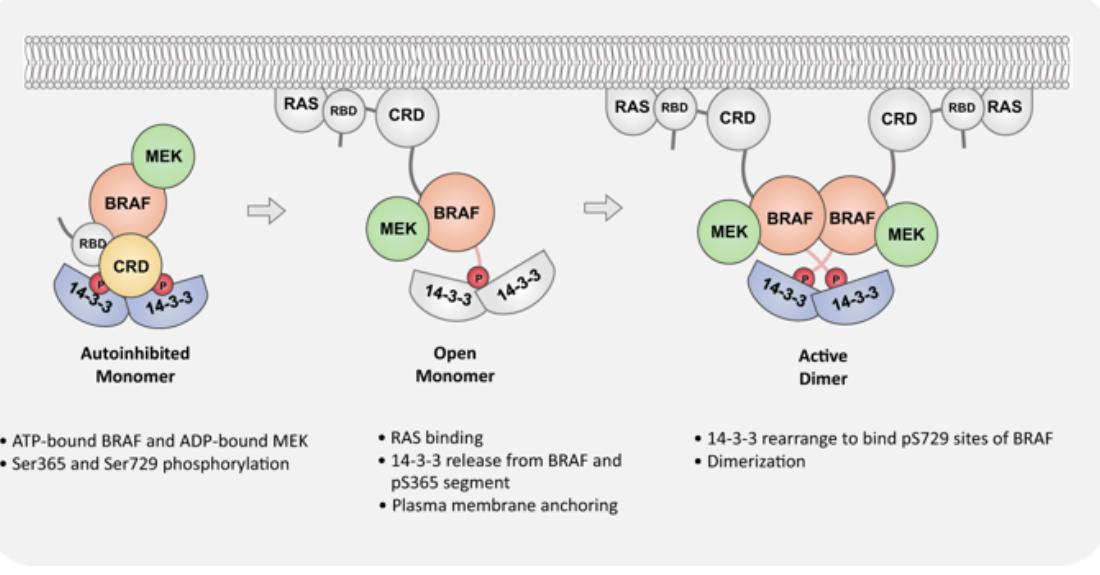 MEK
BRAF
RBD
CRD
P
P
14-3-3
14-3-3
Autoinhibited
Monomer
• ATP-bound BRAF and ADP-bound MEK
• Ser365 and Ser729 phosphorylation
RAS
RBD
CRD
MEK
BRAF
P
14-3-3
14-3-3
Open
Monomer
• RAS binding
• 14-3-3 release from BRAF and
pS365 segment
• Plasma membrane anchoring
RAS
RBD
CRD
CRD
RBD
RAS
MEK
BRAF
BRAF
MEK
P
P
14-3-3
14-3-3
Active
Dimer
• 14-3-3 rearrange to bind pS729 sites of BRAF
• Dimerization